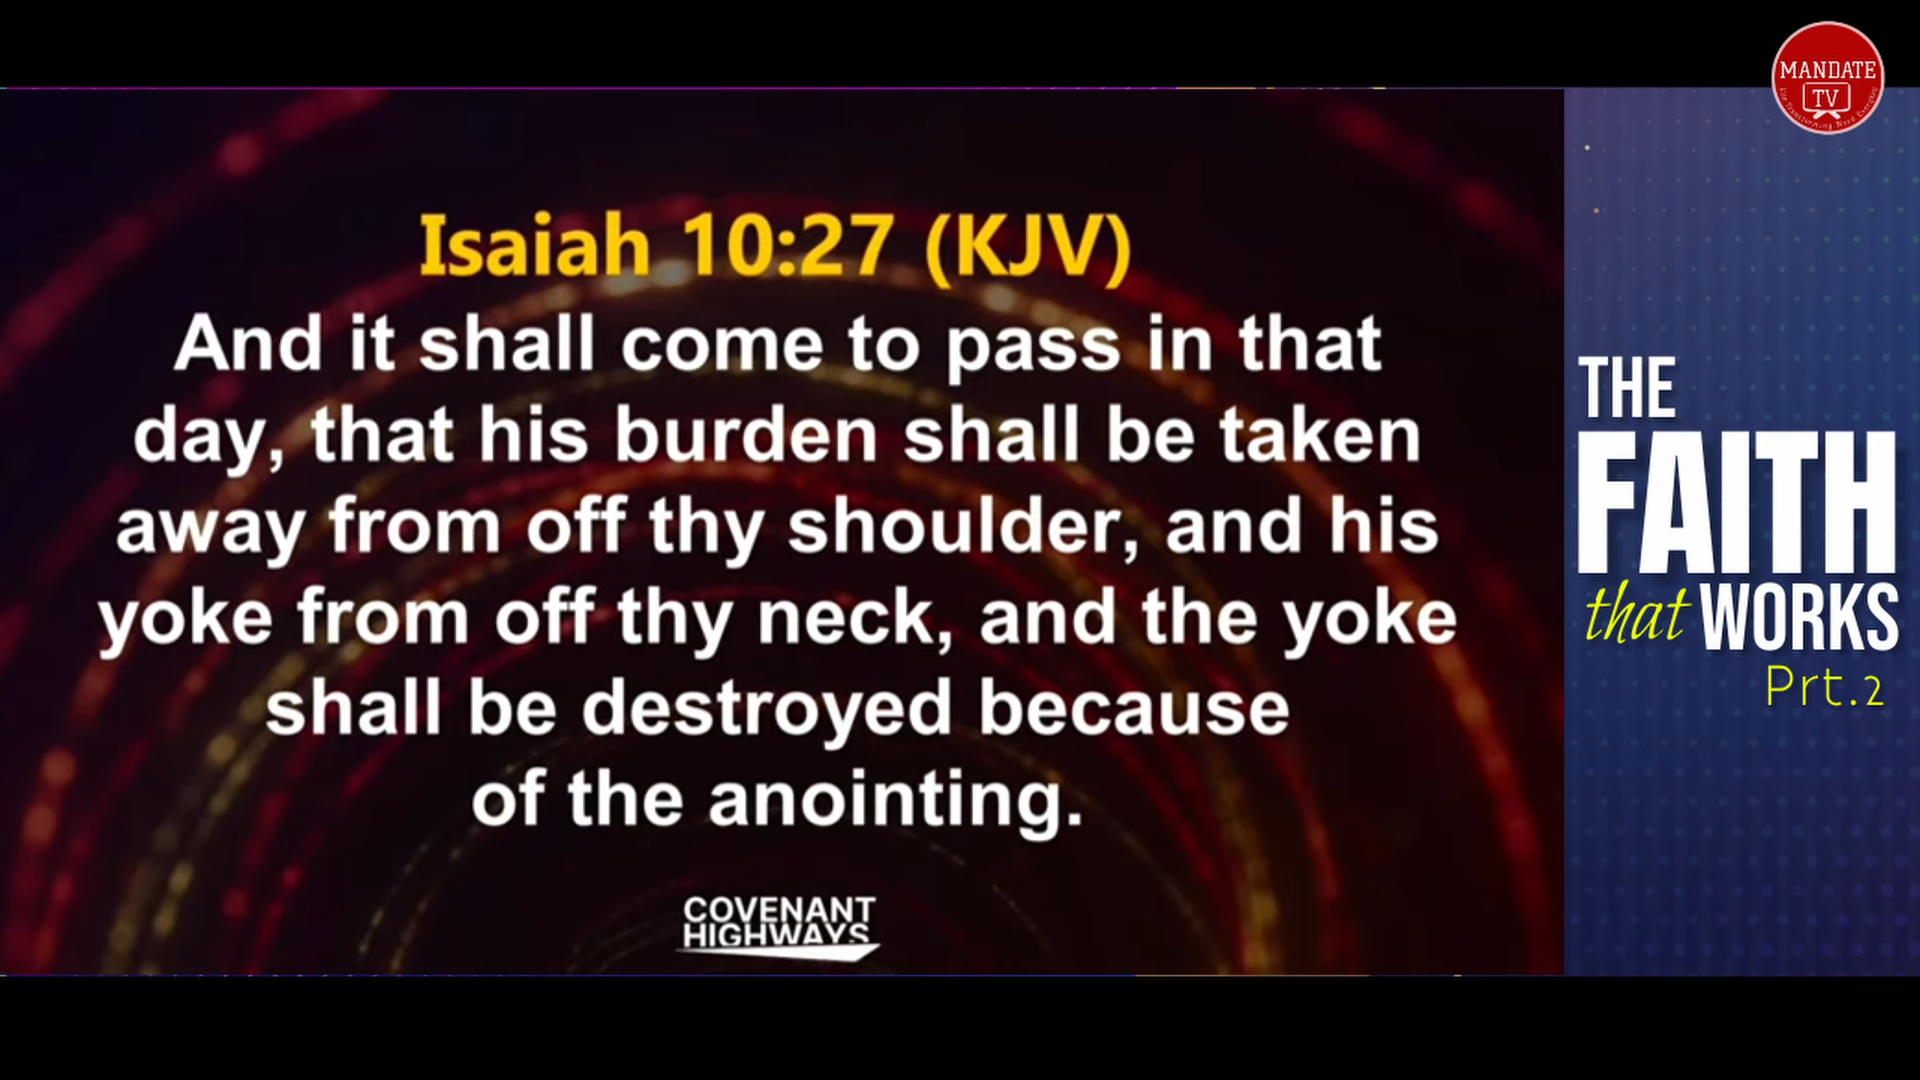 Isaiah 10:27 (KJV)
And it shall come to pass in that
day, that his burden shall be taken
away from off thy shoulder, and his
yoke from off thy neck, and the yoke
shall be destroyed because
of the anointing.
COVENANT
HIGHWAYS
MANDATE
TV
THE
FAITH
that WORKS
Prt.2